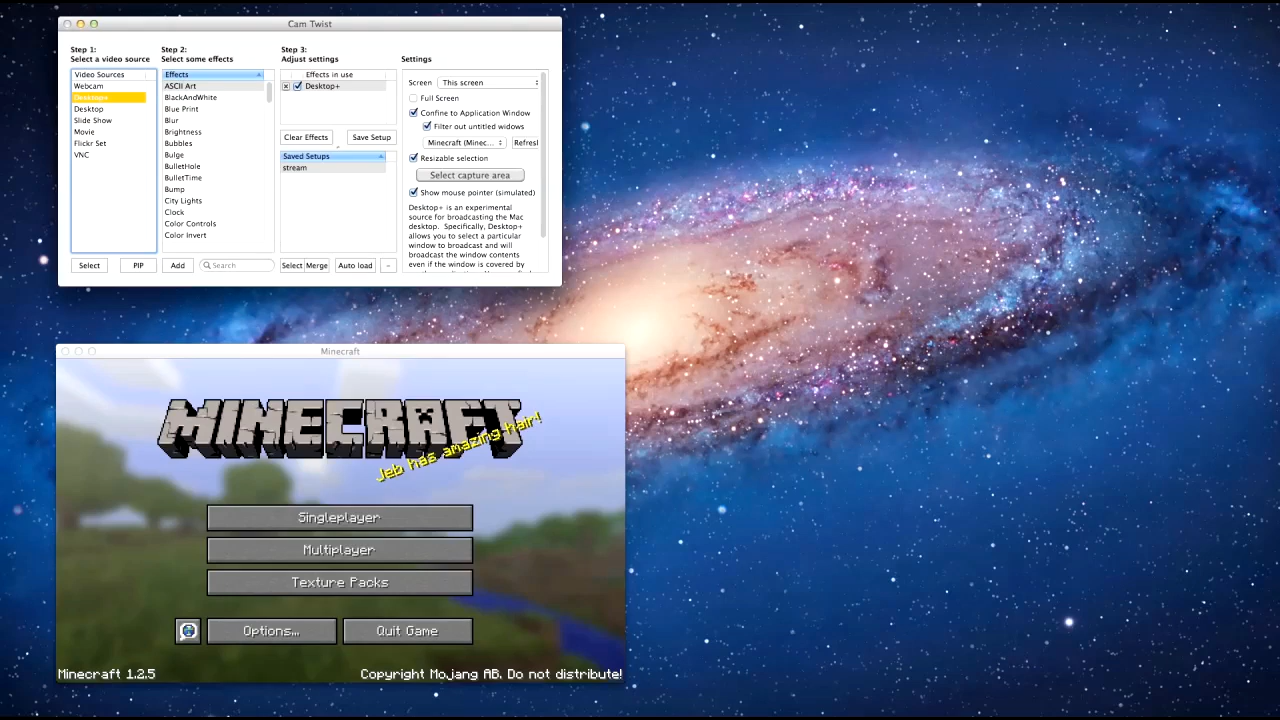 Cam Twist
Step 1:
Select a video source
Video Sources
Webcam
Desktop+
Desktop
Slide Show
Movie
Flickr Set
VNC
Select
PIP
Step 2:
Select some effects
Effects
ASCII Art
BlackAndWhite
Blue Print
Blur
Brightness
Bubbles
Bulge
BulletHole
BulletTime
Bump
City Lights
Clock
Color Controls
Color Invert
Add
Search
Step 3:
Adjust settings
Effects in use
Desktop+
Clear Effects
Save Setup
Saved Setups
stream
Select
Merge
Auto load
-
Settings
Screen
This screen
Full Screen
Confine to Application Window
Filter out untitled widows
Minecraft (Minec...
Refresl
Resizable selection
Select capture area
Show mouse pointer (simulated)
Desktop+ is an experimental
source for broadcasting the Mac
desktop. Specifically, Desktop+
allows you to select a particular
window to broadcast and will
broadcast the window contents
even if the window is covered by
Minecraft
MINECRAFT
Jeb has amazing hair!
Singleplayer
Multiplayer
Texture Packs
Options...
Quit Game
Minecraft 1.2.5
Copyright Mojang AB. Do not distribute!